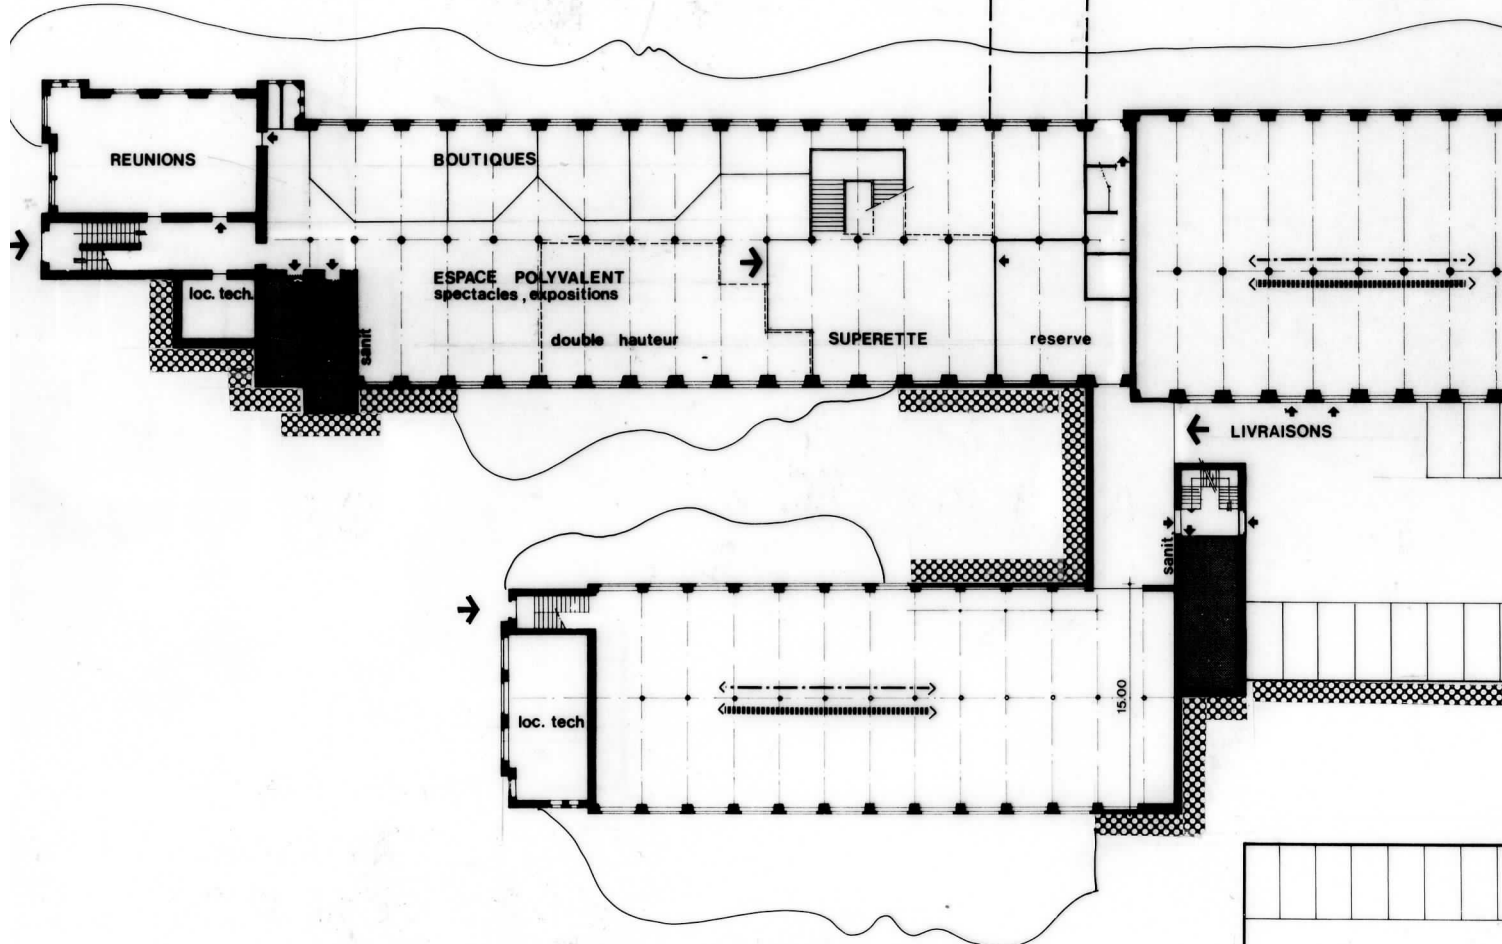 REUNIONS
BOUTIQUES
ESPACE POLYVALENT
spectacles, expositions
loc. tech.
sanit
double hauteur
SUPERETTE
reserve
LIVRAISONS
sanit.
loc. tech
15.00